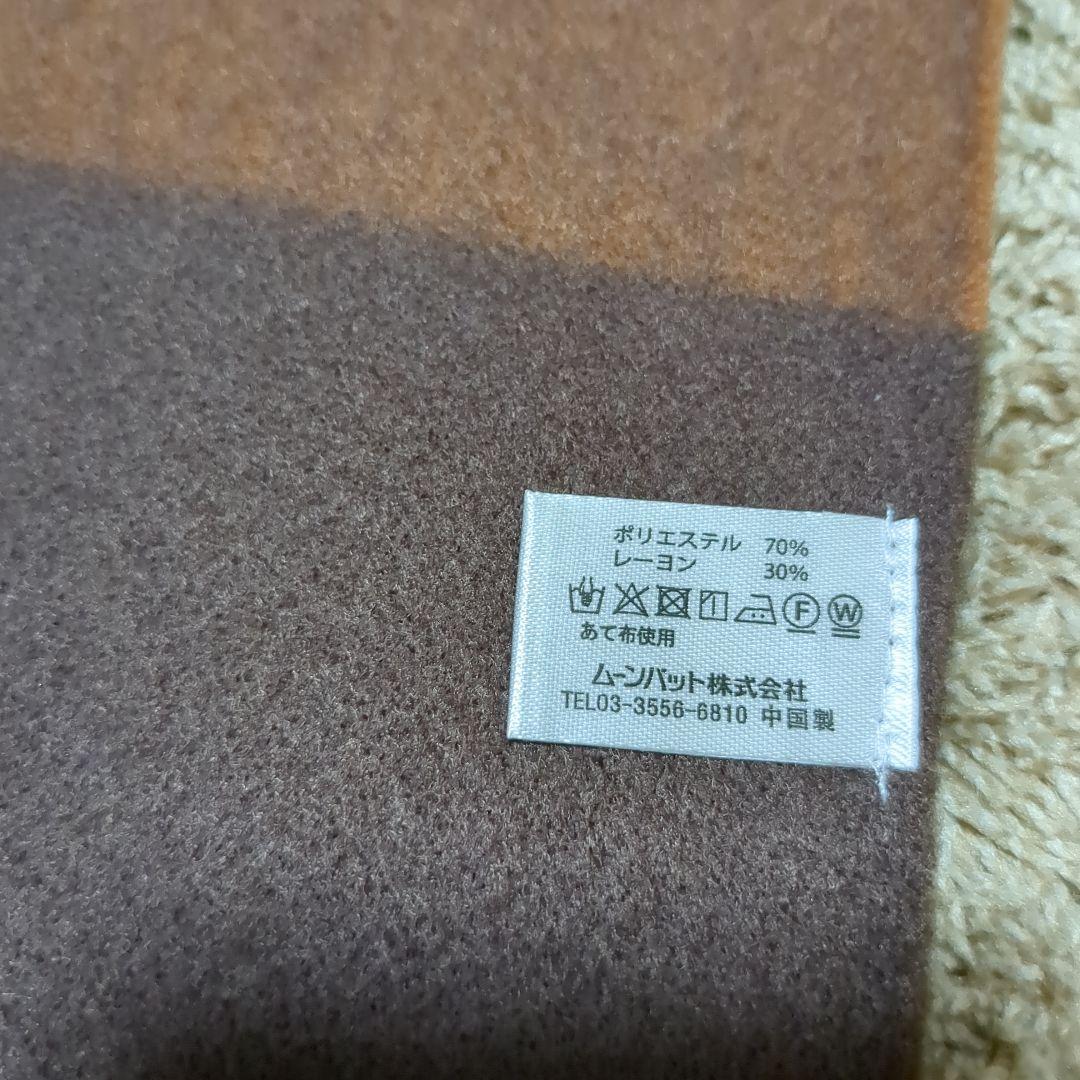 ポリエステル 70%
レーヨン 30%
F W
あて布使用
ムーンバット株式会社
TEL03-3556-6810 中国製